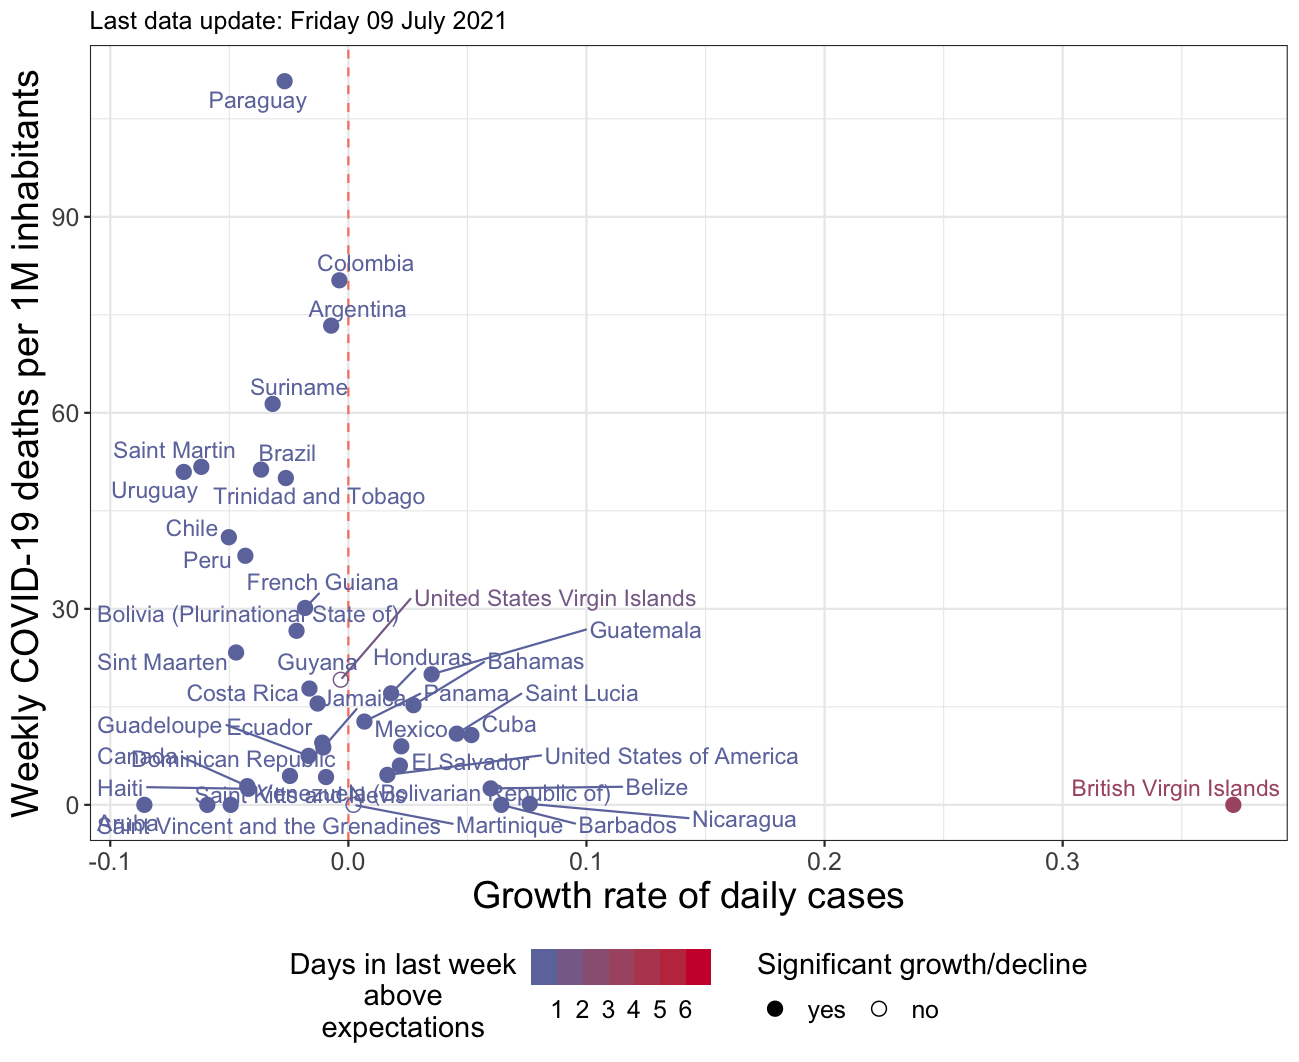 Last data update: Friday 09 July 2021
Weekly COVID-19 deaths per 1M inhabitants
Paraguay
90
Colombia
Argentina
Suriname
60
Saint Martin
Brazil
Uruguay
Trinidad and Tobago
Chile
Peru
French Guiana
United States Virgin Islands
30
Bolivia (Plurinational State of)
Guatemala
Sint Maarten
Guyana
Honduras
Bahamas
Costa Rica
Jamaica
Panama
Saint Lucia
Guadeloupe
Ecuador
Mexico
Cuba
Canada
Dominican Republic
El Salvador
United States of America
Haiti
Saint Kitts and Nevis
Venezuela (Bolivarian Republic of)
Belize
British Virgin Islands
0
Aruba
Saint Vincent and the Grenadines
Martinique
Barbados
Nicaragua
-0.1 0.0 0.1 0.2 0.3
Growth rate of daily cases
Days in last week
above
expectations
1 2 3 4 5 6
Significant growth/decline
yes no